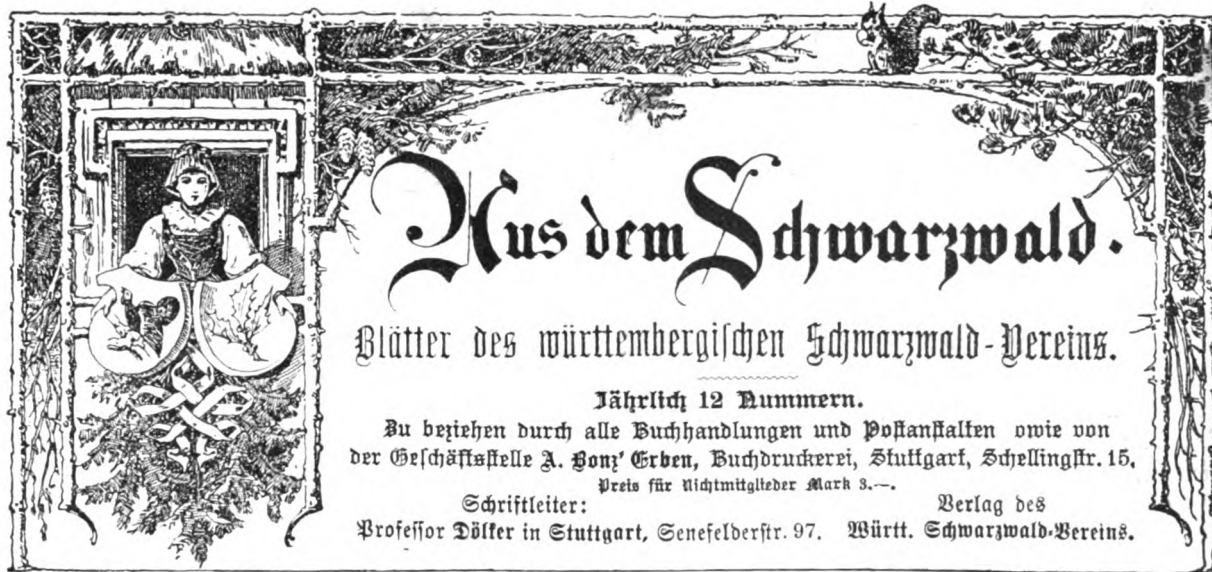 Aus dem Schwarzwald.
Blätter des württembergischen Schwarzwald-Vereins.
Jährlich 12 Nummern.
Zu beziehen durch alle Buchhandlungen und Postanstalten owie von
der Geschäftsstelle A. Bonz' Erben, Buchdruckerei, Stuttgart, Schellingstr. 15.
Preis für Nichtmitglieder Mark 3.—.
Schriftleiter:
Professor Dölker in Stuttgart, Senefelderstr. 97.
Verlag des
Württ. Schwarzwald-Vereins.